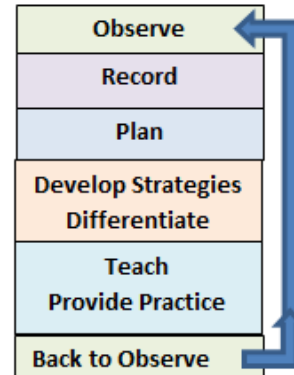 Observe
Record
Plan
Develop Strategies
Differentiate
Teach
Provide Practice
Back to Observe